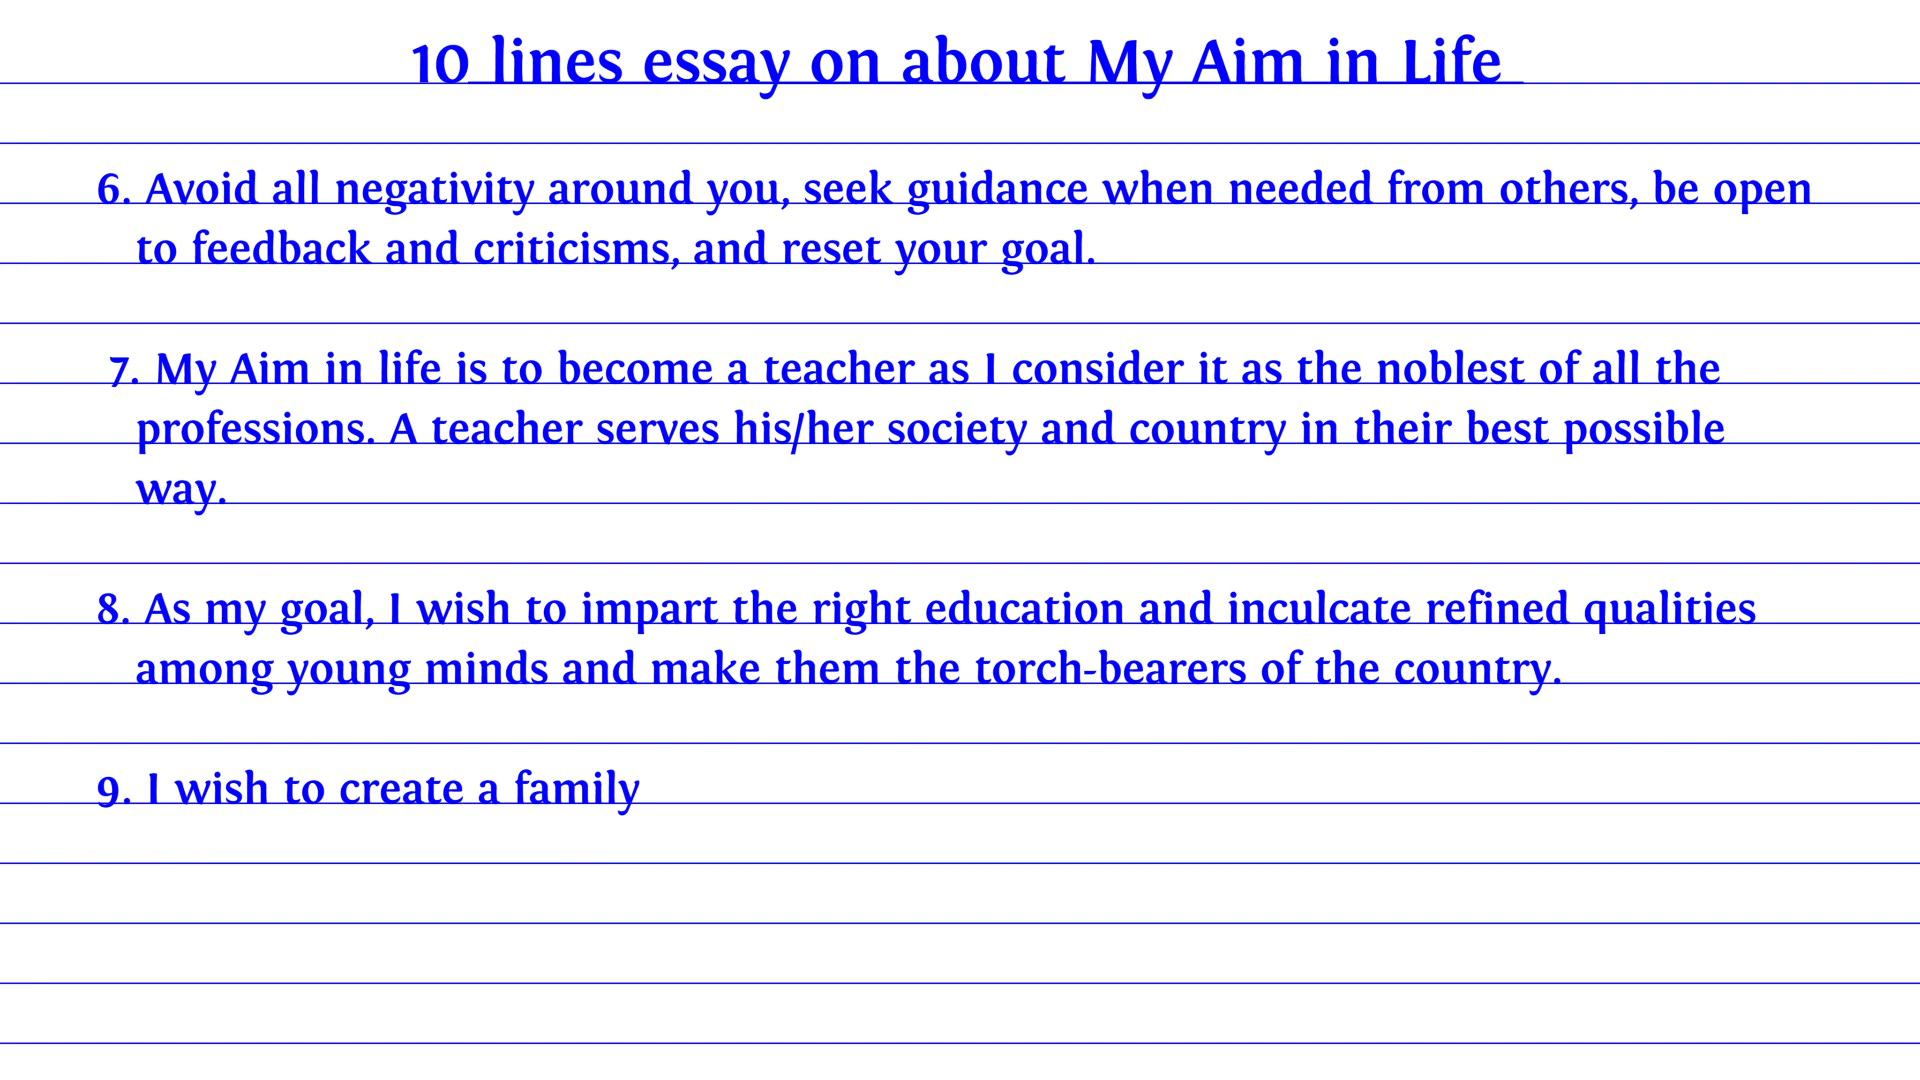 10 lines essay on about My Aim in Life
6. Avoid all negativity around you, seek guidance when needed from others, be open
to feedback and criticisms, and reset your goal.
7. My Aim in life is to become a teacher as I consider it as the noblest of all the
professions. A teacher serves his/her society and country in their best possible
way.
8. As my goal, I wish to impart the right education and inculcate refined qualities
among young minds and make them the torch-bearers of the country.
9. I wish to create a family